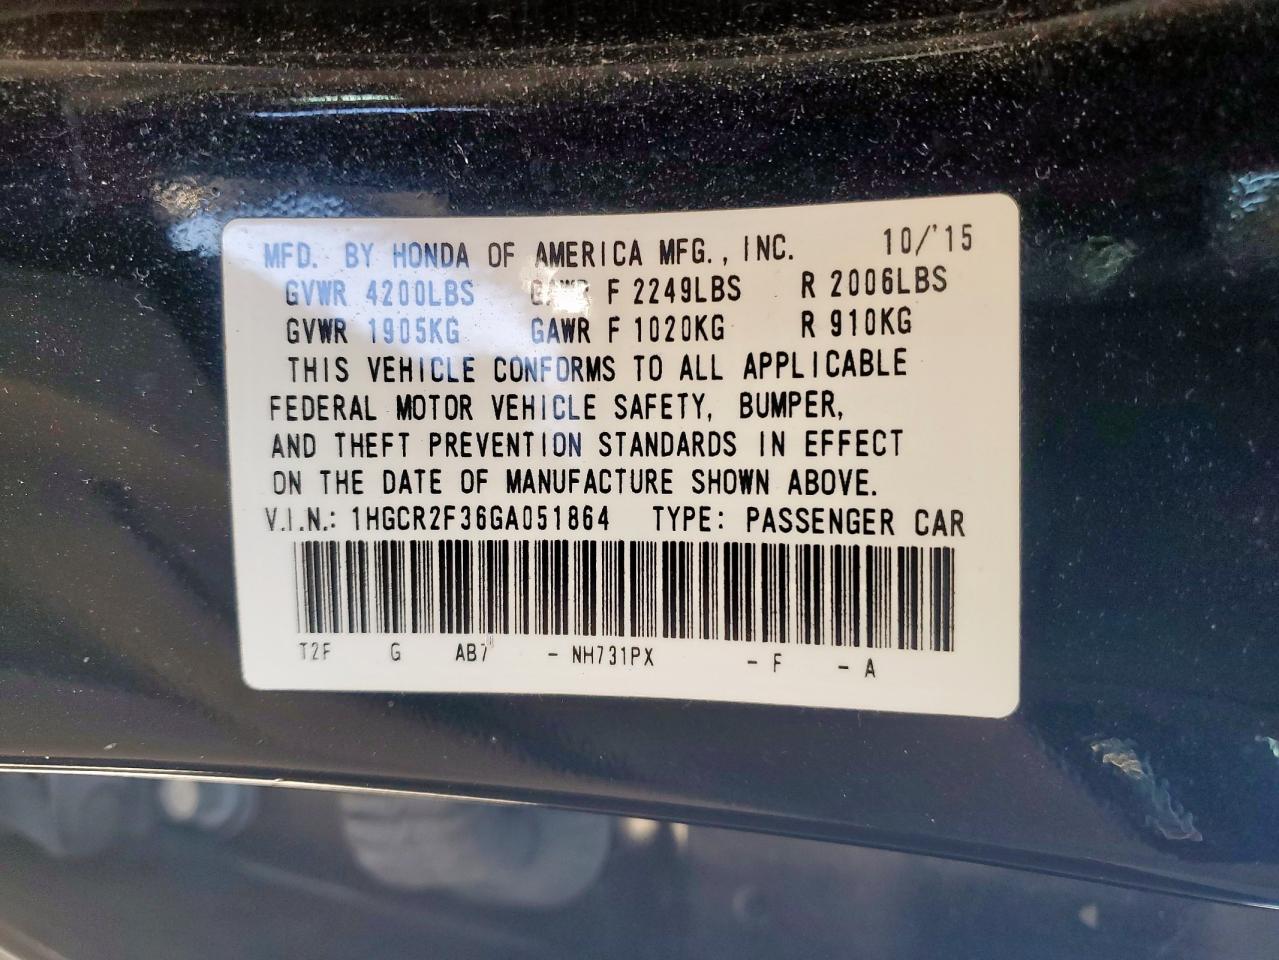 MFD. BY HONDA OF AMERICA MFG., INC. 10/'15
GVWR 4200LBS GAWR F 2249LBS R 2006LBS
GVWR 1905KG GAWR F 1020KG R 910KG
THIS VEHICLE CONFORMS TO ALL APPLICABLE
FEDERAL MOTOR VEHICLE SAFETY, BUMPER,
AND THEFT PREVENTION STANDARDS IN EFFECT
ON THE DATE OF MANUFACTURE SHOWN ABOVE.
V.I.N.: 1HGCR2F36GA051864 TYPE: PASSENGER CAR
T2F G AB7 - NH731PX - F - A